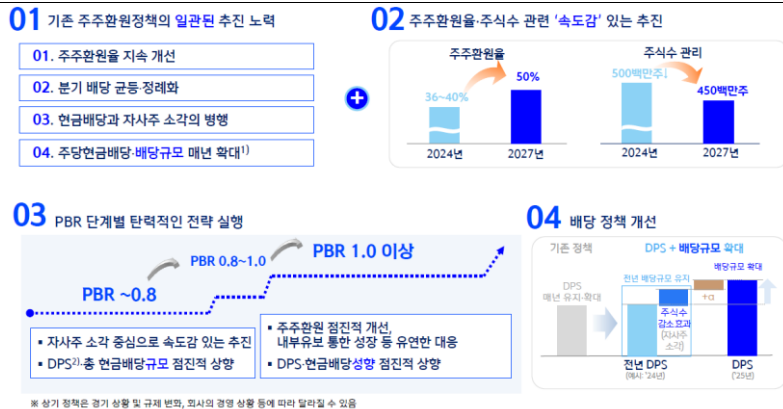 01 기존 주주환원정책의 일관된 추진 노력
01. 주주환원율 지속 개선
02. 분기 배당 균등·정례화
03. 현금배당과 자사주 소각의 병행
04. 주당현금배당·배당규모 매년 확대1)
02 주주환원율·주식수 관련 '속도감' 있는 추진
주주환원율
36~40%
50%
2024년
2027년
주식수 관리
500백만주↓
450백만주
2024년
2027년
03 PBR 단계별 탄력적인 전략 실행
PBR ~0.8
PBR 0.8~1.0
PBR 1.0 이상
▪ 자사주 소각 중심으로 속도감 있는 추진
▪ DPS2)·총 현금배당규모 점진적 상향
▪ 주주환원 점진적 개선,
내부유보 통한 성장 등 유연한 대응
▪ DPS·현금배당성향 점진적 상향
04 배당 정책 개선
기존 정책
DPS + 배당규모 확대
DPS
매년 유지·확대
전년 배당규모 유지
배당규모 확대
+α
주식수
감소효과
(자사주
소각)
전년 DPS
(예시: '24년)
DPS
('25년)
※ 상기 정책은 경기 상황 및 규제 변화, 회사의 경영 상황 등에 따라 달라질 수 있음